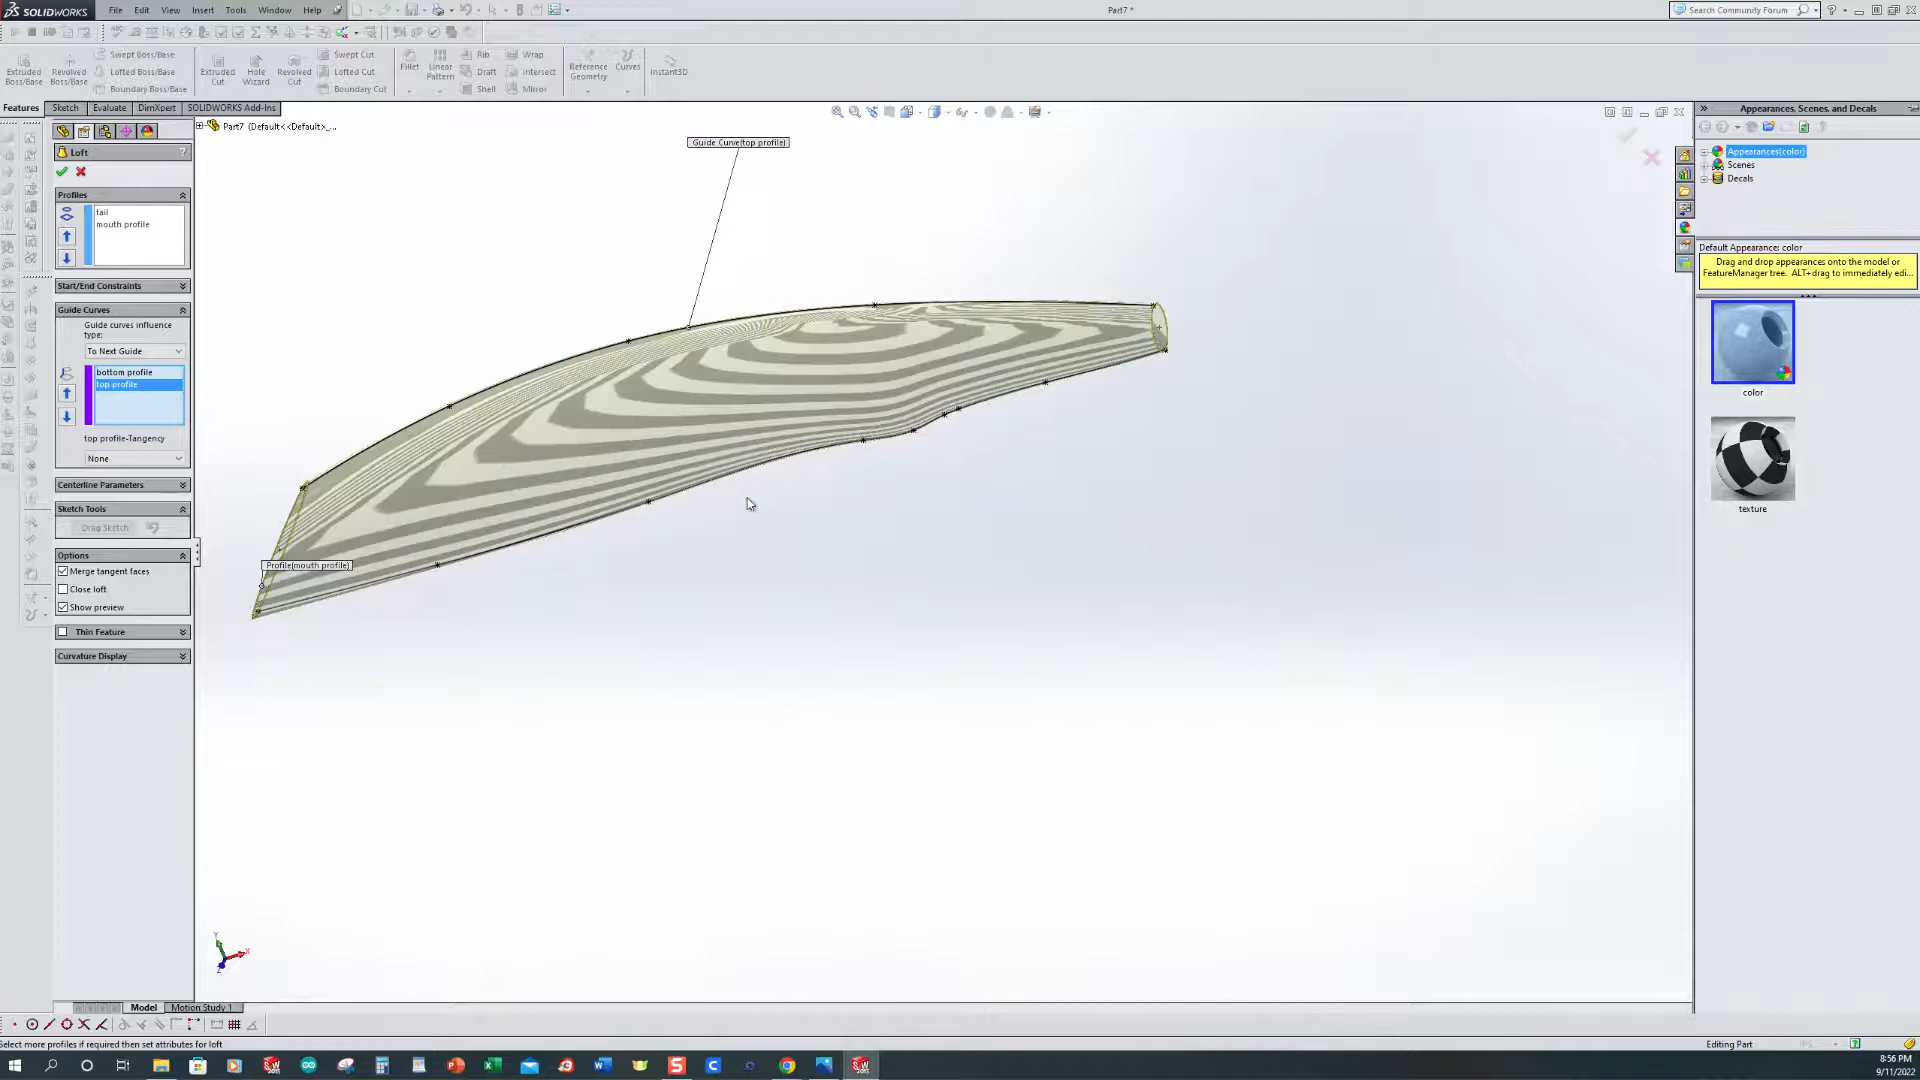 SOLIDWORKS File Edit View Insert Tools Window Help Part7 * Search Community Forum
Extruded Boss/Base
Revolved Boss/Base
Swept Boss/Base
Lofted Boss/Base
Boundary Boss/Base
Extruded Cut
Hole Wizard
Revolved Cut
Swept Cut
Lofted Cut
Boundary Cut
Fillet
Linear Pattern
Rib
Draft
Shell
Wrap
Intersect
Mirror
Reference Geometry
Curves
Instant3D
Features Sketch Evaluate DimXpert SOLIDWORKS Add-Ins
Part7 (Default<<Default>_...
Loft ?
Profiles
tail
mouth profile
Start/End Constraints
Guide Curves
Guide curves influence type:
To Next Guide
bottom profile
top profile
top profile-Tangency
None
Centerline Parameters
Sketch Tools
Drag Sketch
Options
Merge tangent faces
Close loft
Show preview
Thin Feature
Curvature Display
Guide Curve(top profile)
Profile(mouth profile)
Y
X
Z
Appearances, Scenes, and Decals
Appearances(color)
Scenes
Decals
Default Appearance: color
Drag and drop appearances onto the model or
FeatureManager tree. ALT+drag to immediately edi...
color
texture
Model Motion Study 1
Select more profiles if required then set attributes for loft
Editing Part
IPS
8:56 PM
9/11/2022